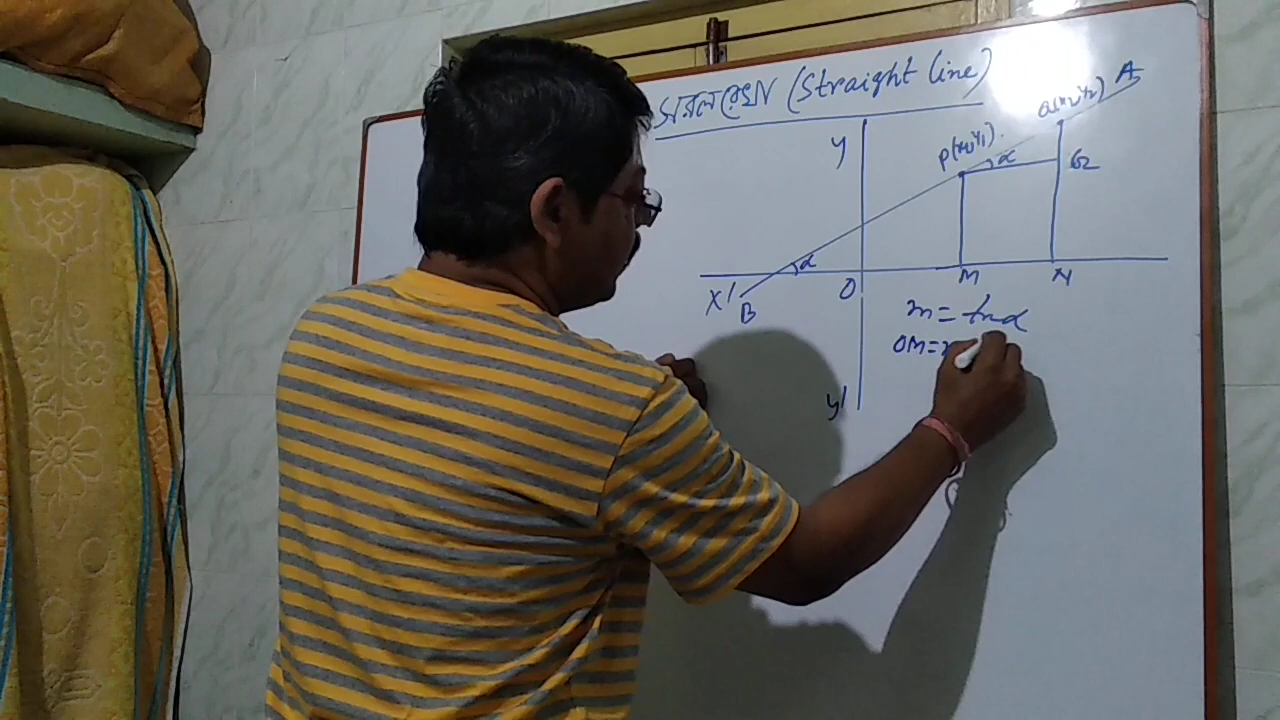 সরলরেখা (Straight line)
y
P(x₁,y₁)
Q(x₂,y₂)
A
α
G
α
X'
B
O
M
N
m = tanα
OM=x
y'